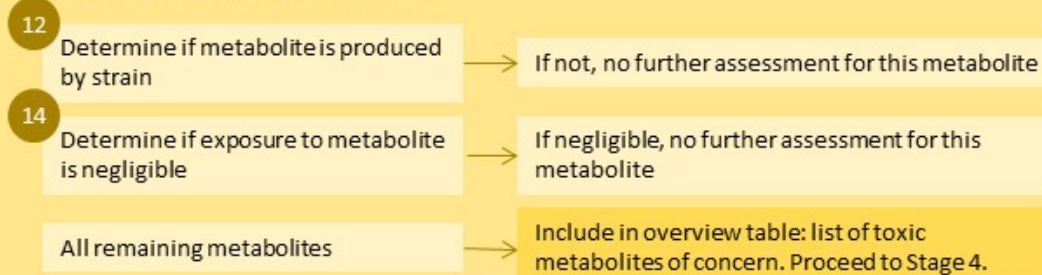 12
Determine if metabolite is produced
by strain
If not, no further assessment for this metabolite
14
Determine if exposure to metabolite
is negligible
If negligible, no further assessment for this
metabolite
All remaining metabolites
Include in overview table: list of toxic
metabolites of concern. Proceed to Stage 4.